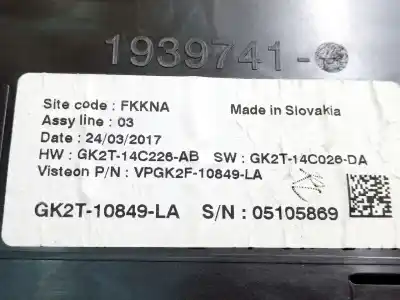 1939741-
Site code : FKKNA Made in Slovakia
Assy line : 03
Date : 24/03/2017
HW : GK2T-14C226-AB SW : GK2T-14C026-DA
Visteon P/N : VPGK2F-10849-LA
GK2T-10849-LA S/N : 05105869